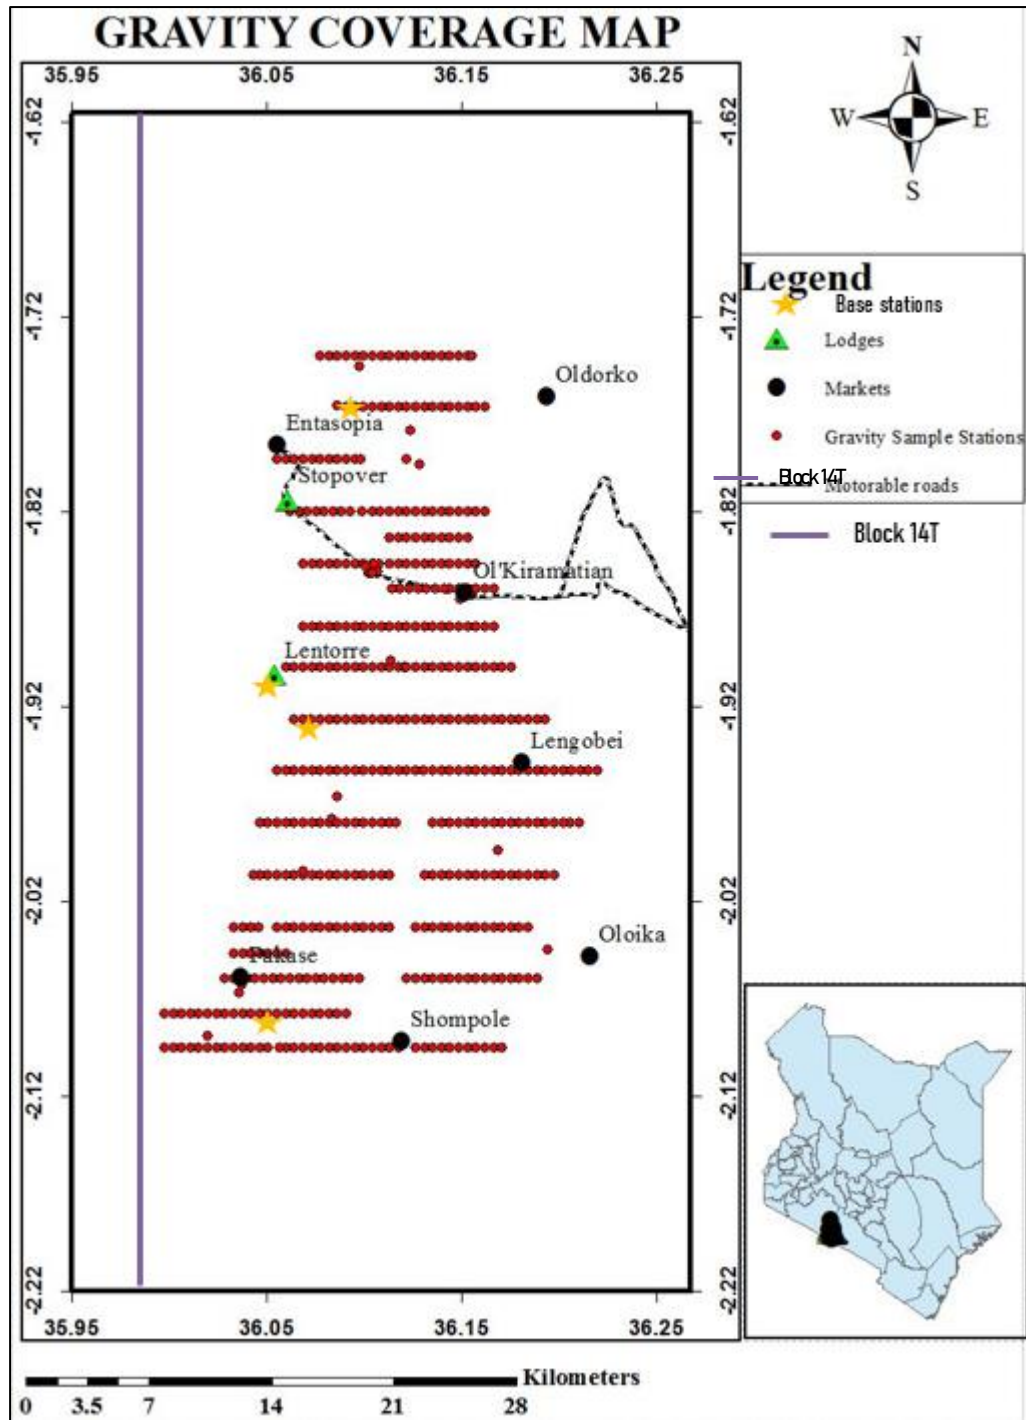 GRAVITY COVERAGE MAP
N
W E
S
35.95 36.05 36.15 36.25
-1.62 -1.62
-1.72 -1.72
-1.82 -1.82
-1.92 -1.92
-2.02 -2.02
-2.12 -2.12
-2.22 -2.22
Oldorko
Entasopia
Stopover
Ol'Kiramatian
Lentorre
Lengobei
Oloika
Pakase
Shompole
35.95 36.05 36.15 36.25
Legend
Base stations
Lodges
Markets
Gravity Sample Stations
Block 14T
Motorable roads
Block 14T
Kilometers
0 3.5 7 14 21 28